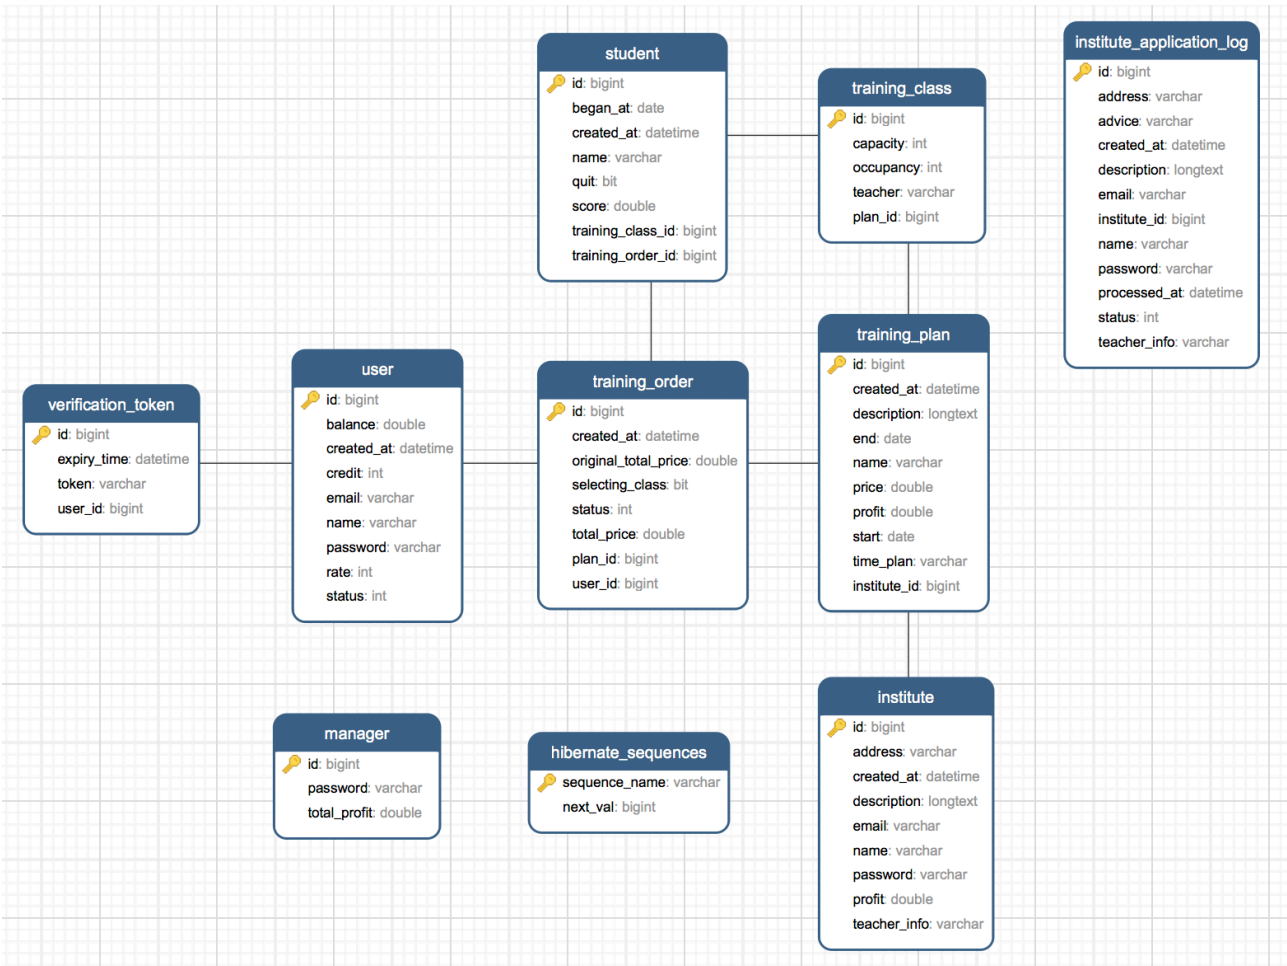 student
id: bigint
began_at: date
created_at: datetime
name: varchar
quit: bit
score: double
training_class_id: bigint
training_order_id: bigint
training_class
id: bigint
capacity: int
occupancy: int
teacher: varchar
plan_id: bigint
institute_application_log
id: bigint
address: varchar
advice: varchar
created_at: datetime
description: longtext
email: varchar
institute_id: bigint
name: varchar
password: varchar
processed_at: datetime
status: int
teacher_info: varchar
verification_token
id: bigint
expiry_time: datetime
token: varchar
user_id: bigint
user
id: bigint
balance: double
created_at: datetime
credit: int
email: varchar
name: varchar
password: varchar
rate: int
status: int
training_order
id: bigint
created_at: datetime
original_total_price: double
selecting_class: bit
status: int
total_price: double
plan_id: bigint
user_id: bigint
training_plan
id: bigint
created_at: datetime
description: longtext
end: date
name: varchar
price: double
profit: double
start: date
time_plan: varchar
institute_id: bigint
manager
id: bigint
password: varchar
total_profit: double
hibernate_sequences
sequence_name: varchar
next_val: bigint
institute
id: bigint
address: varchar
created_at: datetime
description: longtext
email: varchar
name: varchar
password: varchar
profit: double
teacher_info: varchar